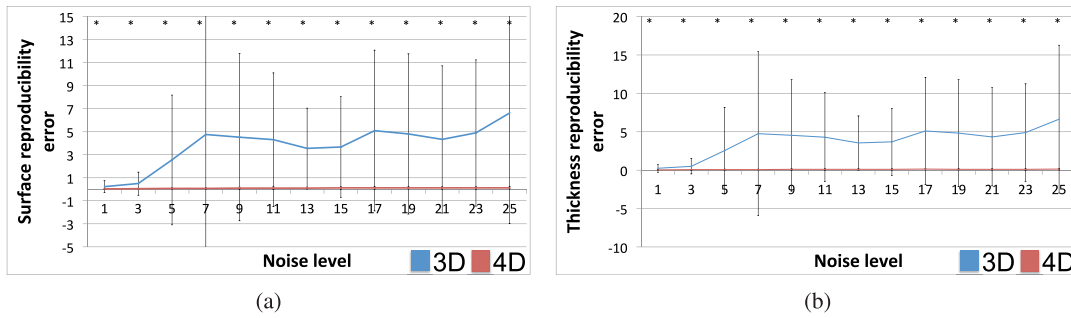 Surface reproducibility error
15
13
11
9
7
5
3
1
-1
-3
-5
* * * * * * * * * * * * *
1 3 5 7 9 11 13 15 17 19 21 23 25
Noise level
3D 4D
(a)
Thickness reproducibility error
20
15
10
5
0
-5
-10
* * * * * * * * * * * * *
1 3 5 7 9 11 13 15 17 19 21 23 25
Noise level
3D 4D
(b)